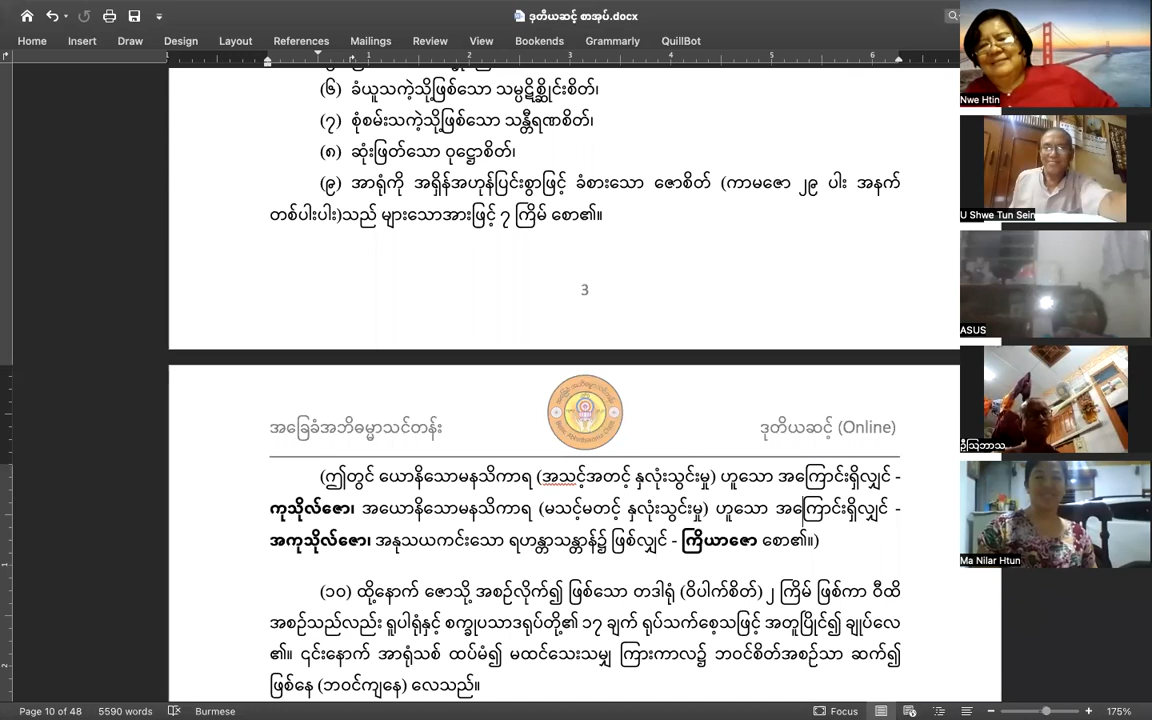 ဒုတိယဆင့် စာအုပ်.docx
Home Insert Draw Design Layout References Mailings Review View Bookends Grammarly QuillBot
(၆) ခံယူသကဲ့သို့ဖြစ်သော သမ္ပဋိစ္ဆိုင်းစိတ်၊
(၇) စုံစမ်းသကဲ့သို့ဖြစ်သော သန္တီရဏစိတ်၊
(၈) ဆုံးဖြတ်သော ဝုဋ္ဌောစိတ်၊
(၉) အာရုံကို အရှိန်အဟုန်ပြင်းစွာဖြင့် ခံစားသော ဇောစိတ် (ကာမဇော ၂၉ ပါး အနက်
တစ်ပါးပါး)သည် များသောအားဖြင့် ၇ ကြိမ် စော၏။
3
အခြေခံအဘိဓမ္မာသင်တန်း
ဒုတိယဆင့် (Online)
(ဤတွင် ယောနိသောမနသိကာရ (အသင့်အတင့် နှလုံးသွင်းမှု) ဟူသော အကြောင်းရှိလျှင် -
ကုသိုလ်ဇော၊ အယောနိသောမနသိကာရ (မသင့်မတင့် နှလုံးသွင်းမှု) ဟူသော အကြောင်းရှိလျှင် -
အကုသိုလ်ဇော၊ အနုသယကင်းသော ရဟန္တာသန္တာန်၌ ဖြစ်လျှင် - ကြိယာဇော စော၏။)
(၁၀) ထို့နောက် ဇောသို့ အစဉ်လိုက်၍ ဖြစ်သော တဒါရုံ (ဝိပါက်စိတ်) ၂ ကြိမ် ဖြစ်ကာ ဝီထိ
အစဉ်သည်လည်း ရူပါရုံနှင့် စက္ခုပသာဒရုပ်တို့၏ ၁၇ ချက် ရုပ်သက်စေ့သဖြင့် အတူပြိုင်၍ ချုပ်လေ
၏။ ၎င်းနောက် အာရုံသစ် ထပ်မံ၍ မထင်သေးသမျှ ကြားကာလ၌ ဘဝင်စိတ်အစဉ်သာ ဆက်၍
ဖြစ်နေ (ဘဝင်ကျနေ) လေသည်။
Nwe Htin
U Shwe Tun Sein
ASUS
ဦးသြဘာသ
Ma Nilar Htun
Page 10 of 48 5590 words Burmese Focus 175%